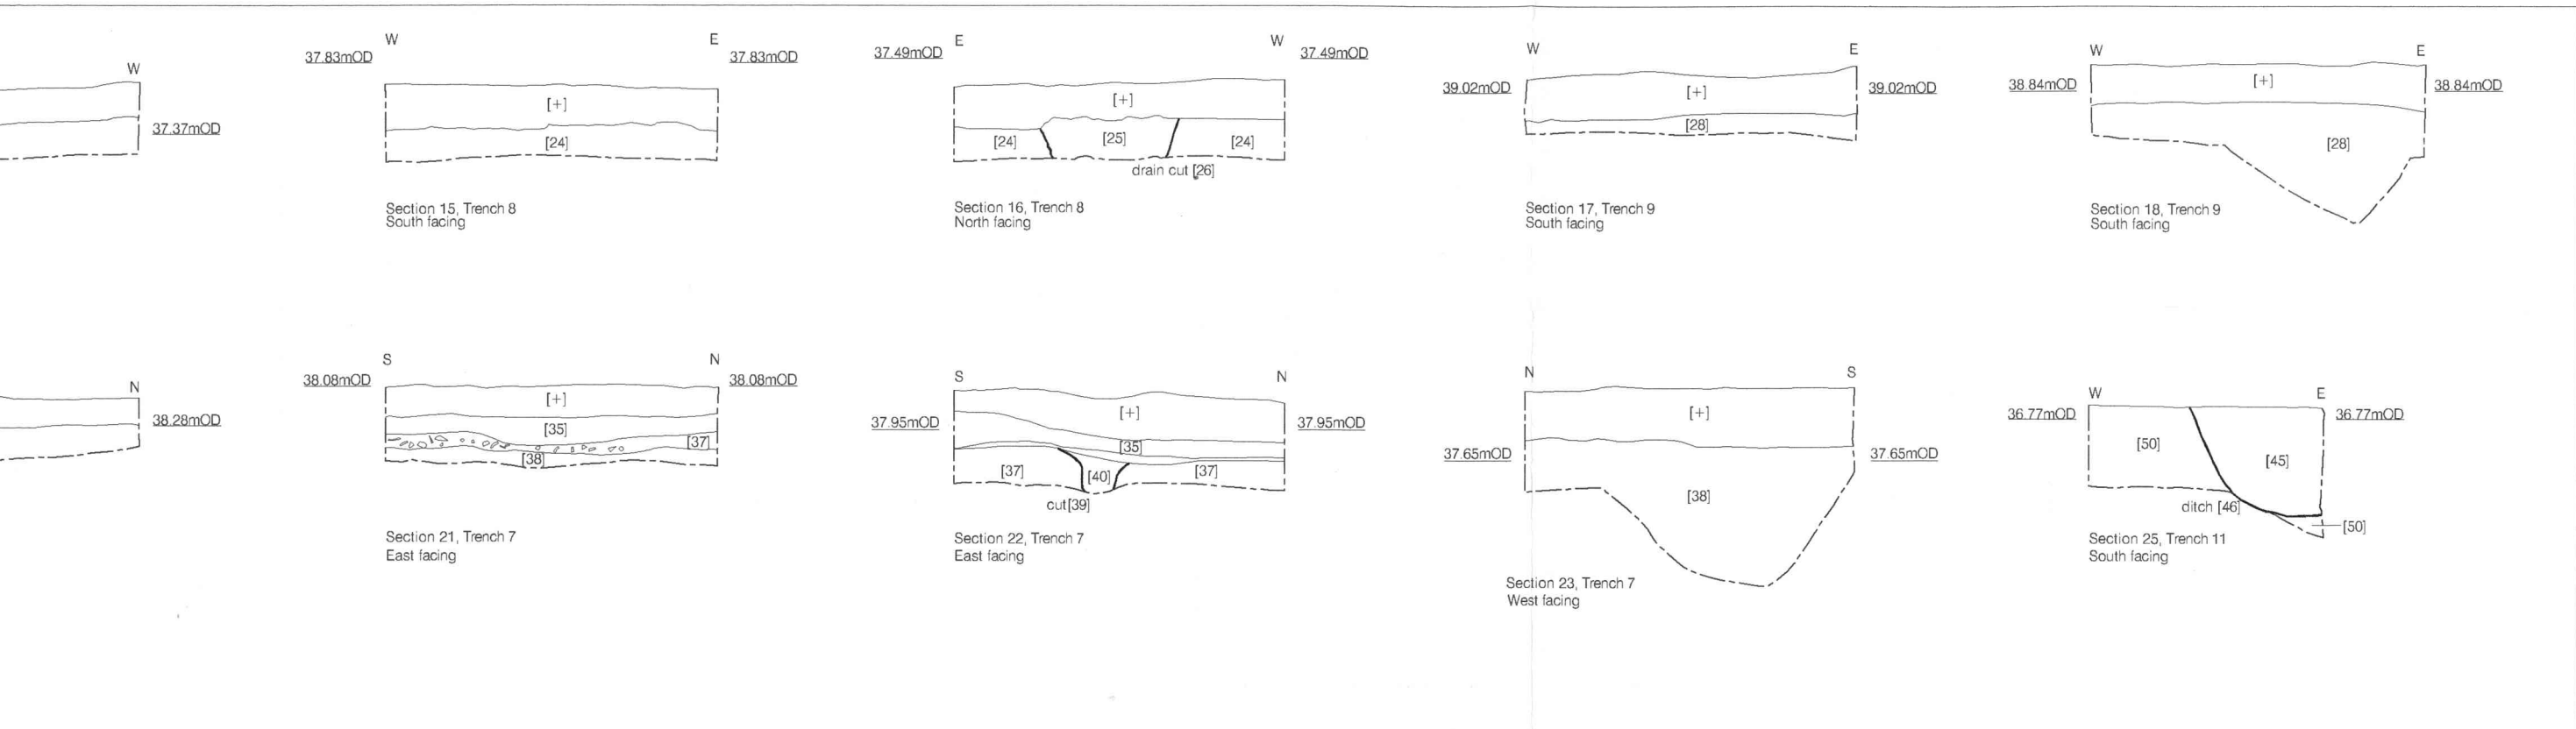 W
37.37mOD
W
E
37.83mOD
37.83mOD
[+]
[24]
Section 15, Trench 8
South facing
E
W
37.49mOD
37.49mOD
[+]
[24]
[25]
[24]
drain cut [26]
Section 16, Trench 8
North facing
W
E
39.02mOD
39.02mOD
[+]
[28]
Section 17, Trench 9
South facing
W
E
38.84mOD
38.84mOD
[+]
[28]
Section 18, Trench 9
South facing
N
38.28mOD
S
N
38.08mOD
38.08mOD
[+]
[35]
[37]
[38]
Section 21, Trench 7
East facing
S
N
37.95mOD
37.95mOD
[+]
[35]
[37]
[40]
[37]
cut[39]
Section 22, Trench 7
East facing
N
S
37.65mOD
37.65mOD
[+]
[38]
Section 23, Trench 7
West facing
W
E
36.77mOD
36.77mOD
[50]
[45]
ditch [46]
[50]
Section 25, Trench 11
South facing